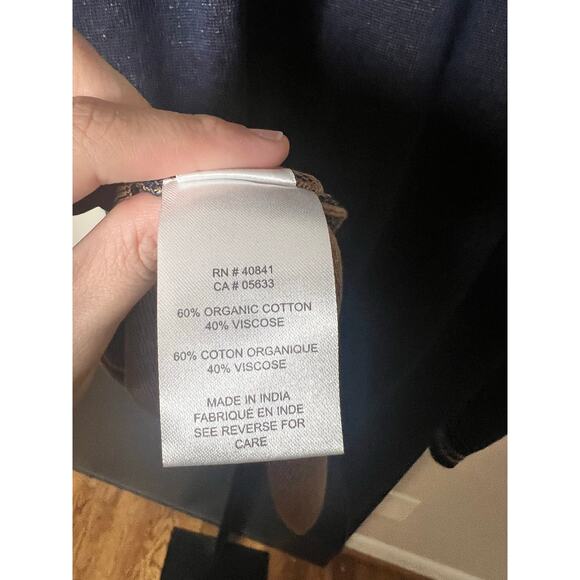 RN # 40841
CA # 05633
60% ORGANIC COTTON
40% VISCOSE
60% COTON ORGANIQUE
40% VISCOSE
MADE IN INDIA
FABRIQUÉ EN INDE
SEE REVERSE FOR
CARE